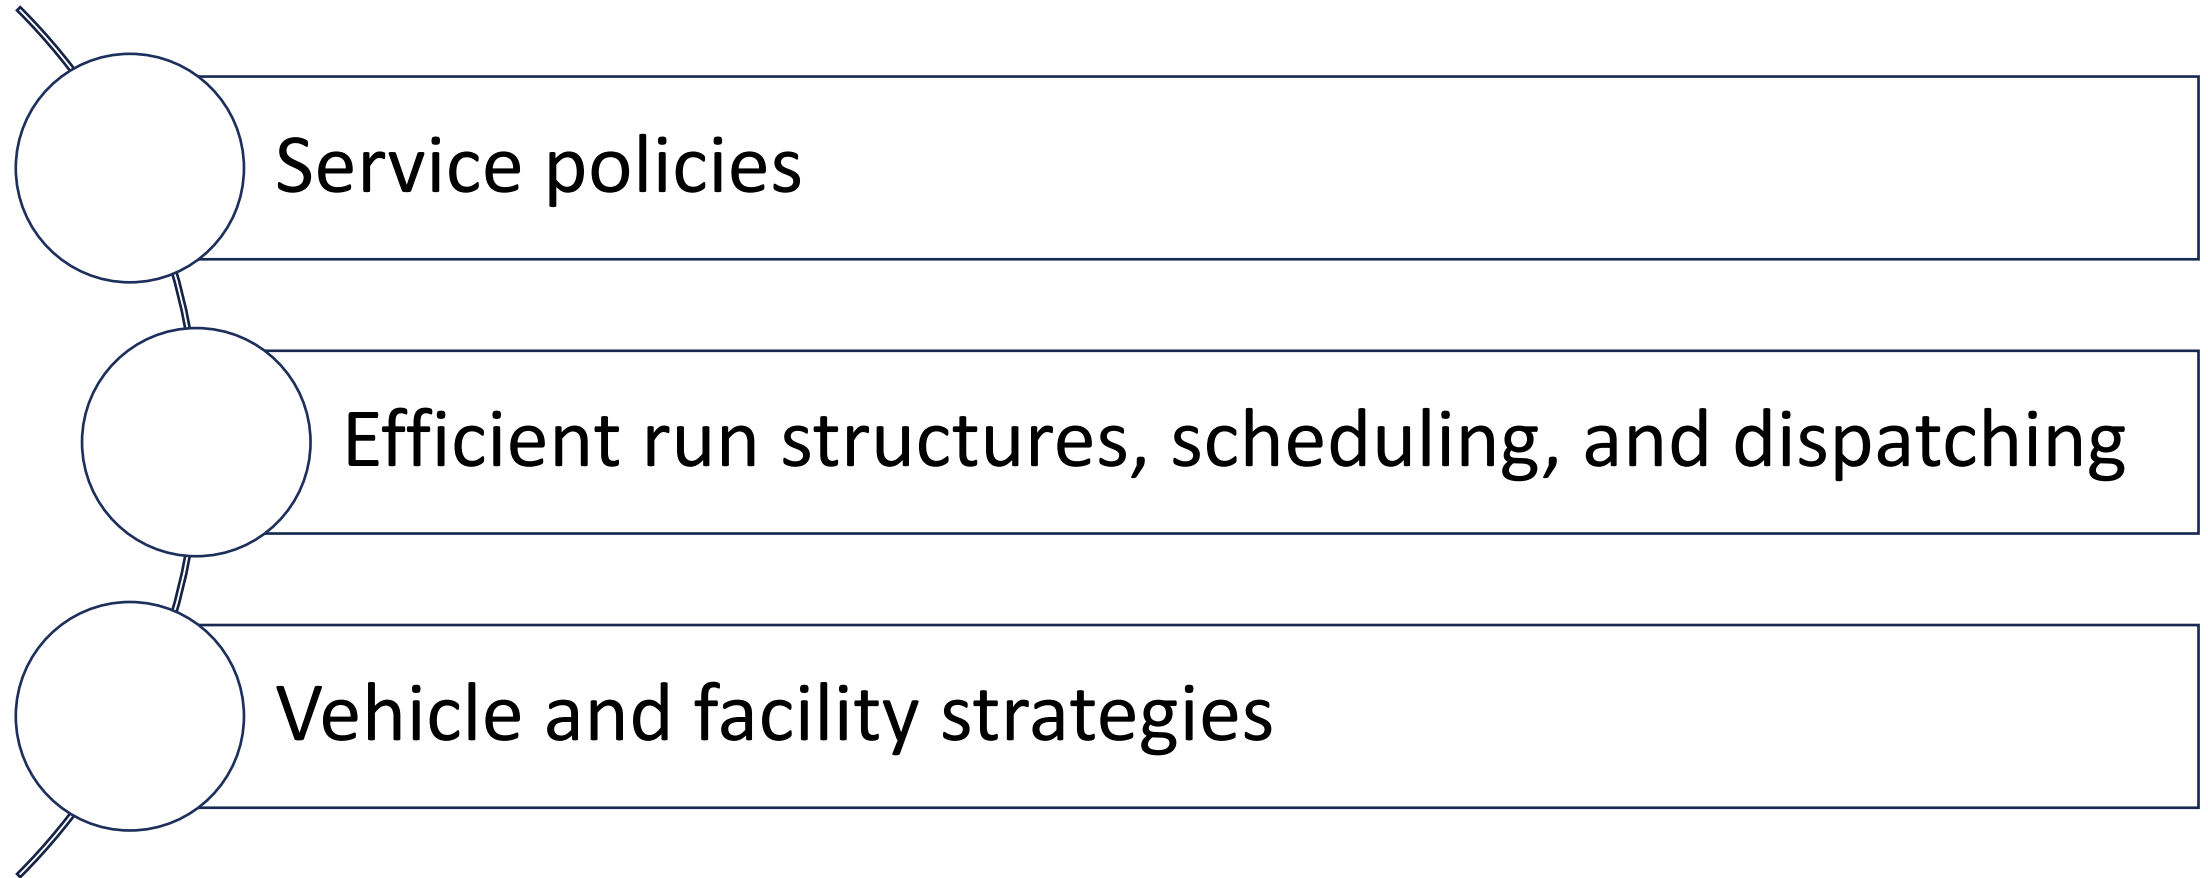 Service policies
Efficient run structures, scheduling, and dispatching
Vehicle and facility strategies